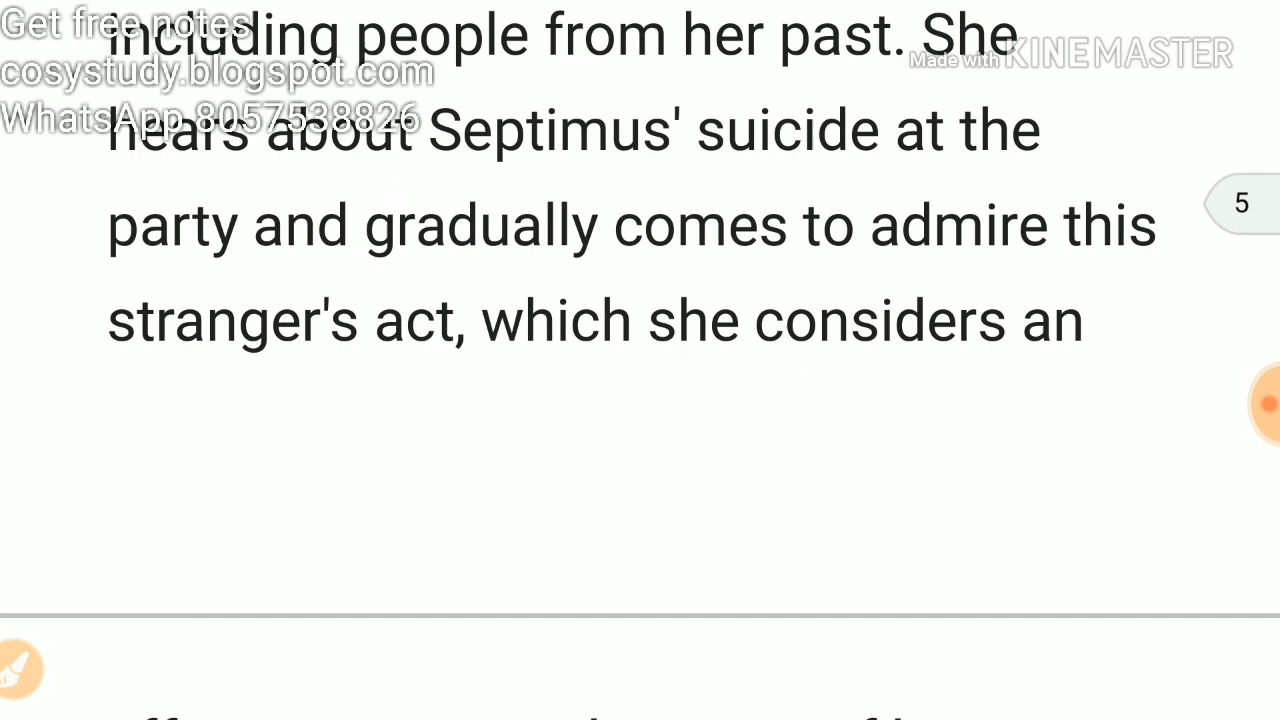 Get free notes
including people from her past. She
Made with KINEMASTER
cosystudy.blogspot.com
WhatsApp 8057538826
hears about Septimus' suicide at the
party and gradually comes to admire this
5
stranger's act, which she considers an